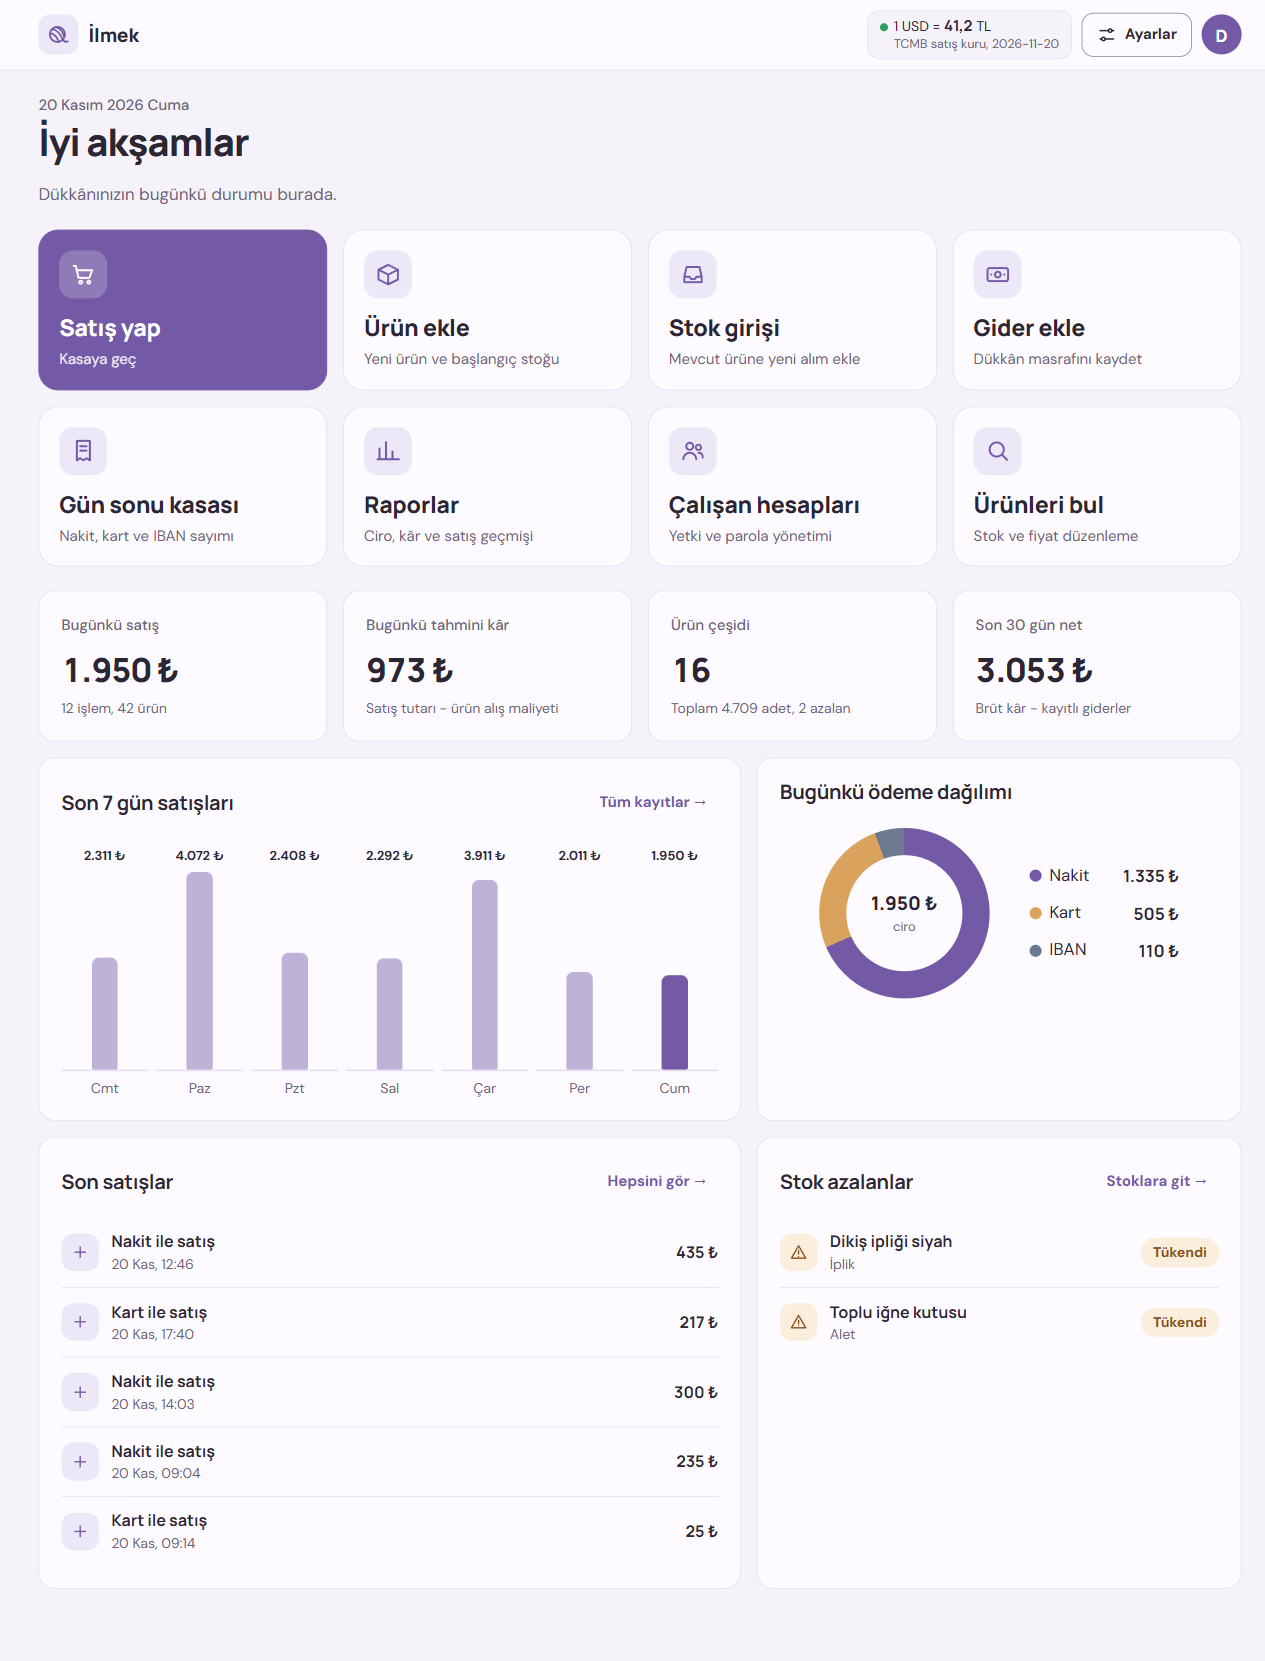 İlmek
1 USD = 41,2 TL
TCMB satış kuru, 2026-11-20
Ayarlar
D
20 Kasım 2026 Cuma
İyi akşamlar
Dükkânınızın bugünkü durumu burada.
Satış yap
Kasaya geç
Ürün ekle
Yeni ürün ve başlangıç stoğu
Stok girişi
Mevcut ürüne yeni alım ekle
Gider ekle
Dükkân masrafını kaydet
Gün sonu kasası
Nakit, kart ve IBAN sayımı
Raporlar
Ciro, kâr ve satış geçmişi
Çalışan hesapları
Yetki ve parola yönetimi
Ürünleri bul
Stok ve fiyat düzenleme
Bugünkü satış
1.950 ₺
12 işlem, 42 ürün
Bugünkü tahmini kâr
973 ₺
Satış tutarı − ürün alış maliyeti
Ürün çeşidi
16
Toplam 4.709 adet, 2 azalan
Son 30 gün net
3.053 ₺
Brüt kâr − kayıtlı giderler
Son 7 gün satışları
Tüm kayıtlar →
2.311 ₺ 4.072 ₺ 2.408 ₺ 2.292 ₺ 3.911 ₺ 2.011 ₺ 1.950 ₺
Cmt Paz Pzt Sal Çar Per Cum
Bugünkü ödeme dağılımı
1.950 ₺
ciro
Nakit 1.335 ₺
Kart 505 ₺
IBAN 110 ₺
Son satışlar
Hepsini gör →
Nakit ile satış
20 Kas, 12:46
435 ₺
Kart ile satış
20 Kas, 17:40
217 ₺
Nakit ile satış
20 Kas, 14:03
300 ₺
Nakit ile satış
20 Kas, 09:04
235 ₺
Kart ile satış
20 Kas, 09:14
25 ₺
Stok azalanlar
Stoklara git →
Dikiş ipliği siyah
İplik
Tükendi
Toplu iğne kutusu
Alet
Tükendi